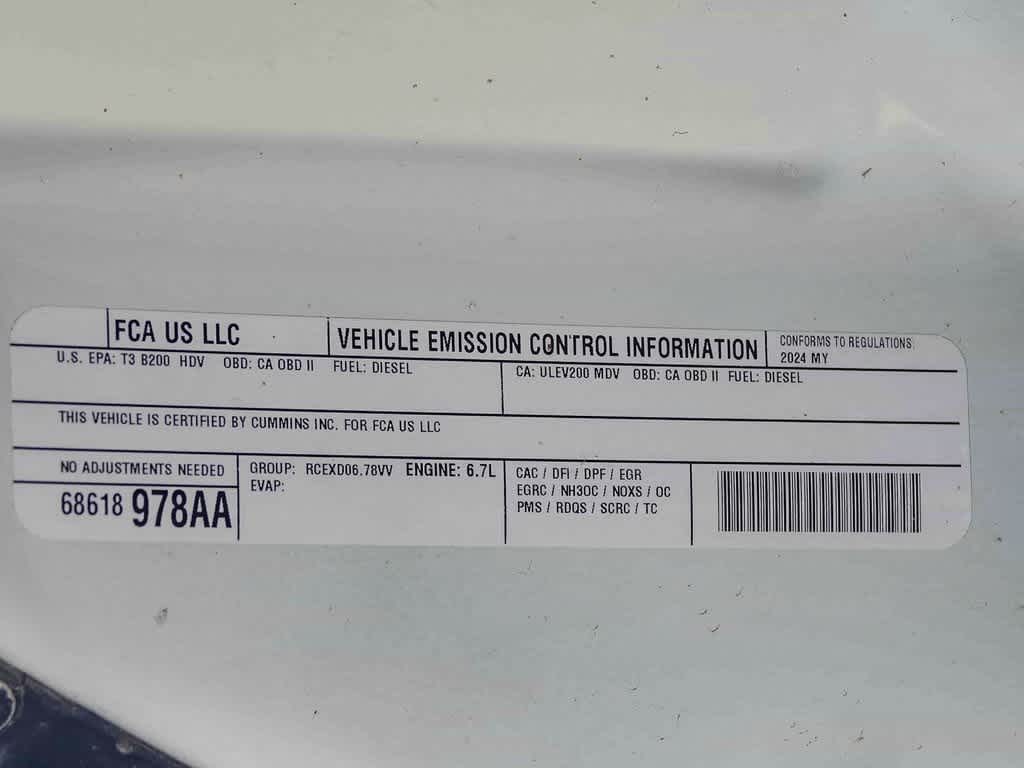 FCA US LLC
VEHICLE EMISSION CONTROL INFORMATION
CONFORMS TO REGULATIONS
2024 MY
U.S. EPA: T3 B200 HDV OBD: CA OBD II FUEL: DIESEL
CA: ULEV200 MDV OBD: CA OBD II FUEL: DIESEL
THIS VEHICLE IS CERTIFIED BY CUMMINS INC. FOR FCA US LLC
NO ADJUSTMENTS NEEDED
68618 978AA
GROUP: RCEXD06.78VV ENGINE: 6.7L
EVAP:
CAC / DFI / DPF / EGR
EGRC / NH3OC / NOXS / OC
PMS / RDQS / SCRC / TC